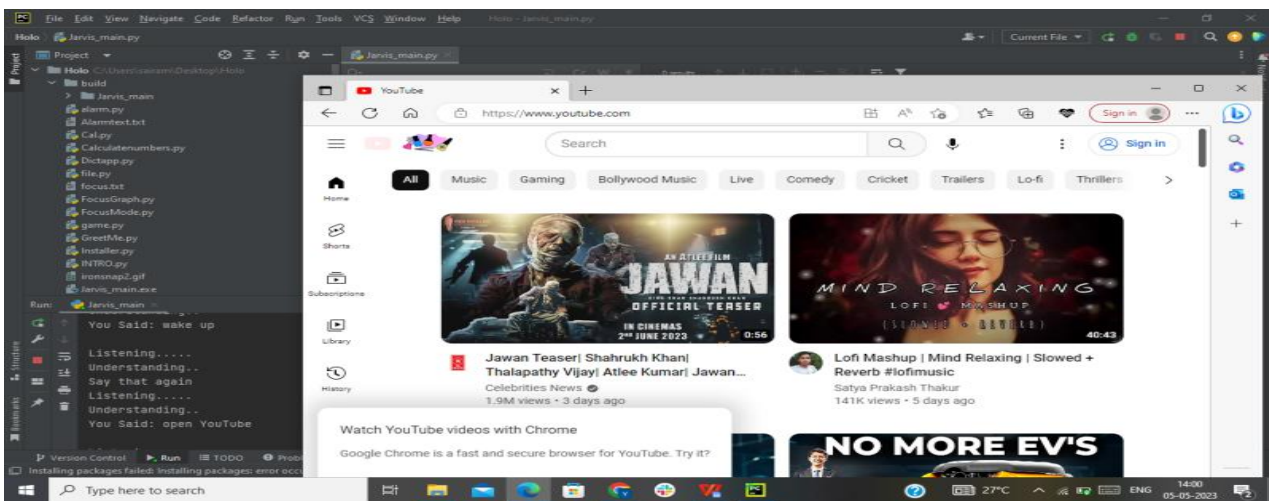 File Edit View Navigate Code Refactor Run Tools VCS Window Help Holo - Jarvis_main.py
Holo Jarvis_main.py Current File
Project Jarvis_main.py
Holo C:\Users\sairam\Desktop\Holo
build
Jarvis_main
alarm.py
Alarmtext.txt
Cal.py
Calculatenumbers.py
Dictapp.py
file.py
focus.txt
FocusGraph.py
FocusMode.py
game.py
GreetMe.py
Installer.py
INTRO.py
ironsnap2.gif
Jarvis_main.exe
Run: Jarvis_main
You Said: wake up
Listening.....
Understanding..
Say that again
Listening.....
Understanding..
You Said: open YouTube
Version Control Run TODO
Installing packages failed: Installing packages: error
Project
Structure
Bookmarks
YouTube
https://www.youtube.com
Sign in
Search
Sign in
All Music Gaming Bollywood Music Live Comedy Cricket Trailers Lo-fi Thrillers
Home
Shorts
Subscriptions
Library
History
AN ATLEE FILM
JAWAN
OFFICIAL TEASER
IN CINEMAS
2ND JUNE 2023
0:56
MIND RELAXING
LOFI MASHUP
40:43
Jawan Teaser| Shahrukh Khan|
Thalapathy Vijay| Atlee Kumar| Jawan...
Celebrities News
1.9M views • 3 days ago
Lofi Mashup | Mind Relaxing | Slowed +
Reverb #lofimusic
Satya Prakash Thakur
141K views • 5 days ago
Watch YouTube videos with Chrome
Google Chrome is a fast and secure browser for YouTube. Try it?
NO MORE EV'S
Type here to search
27°C ENG
14:00
05-05-2023